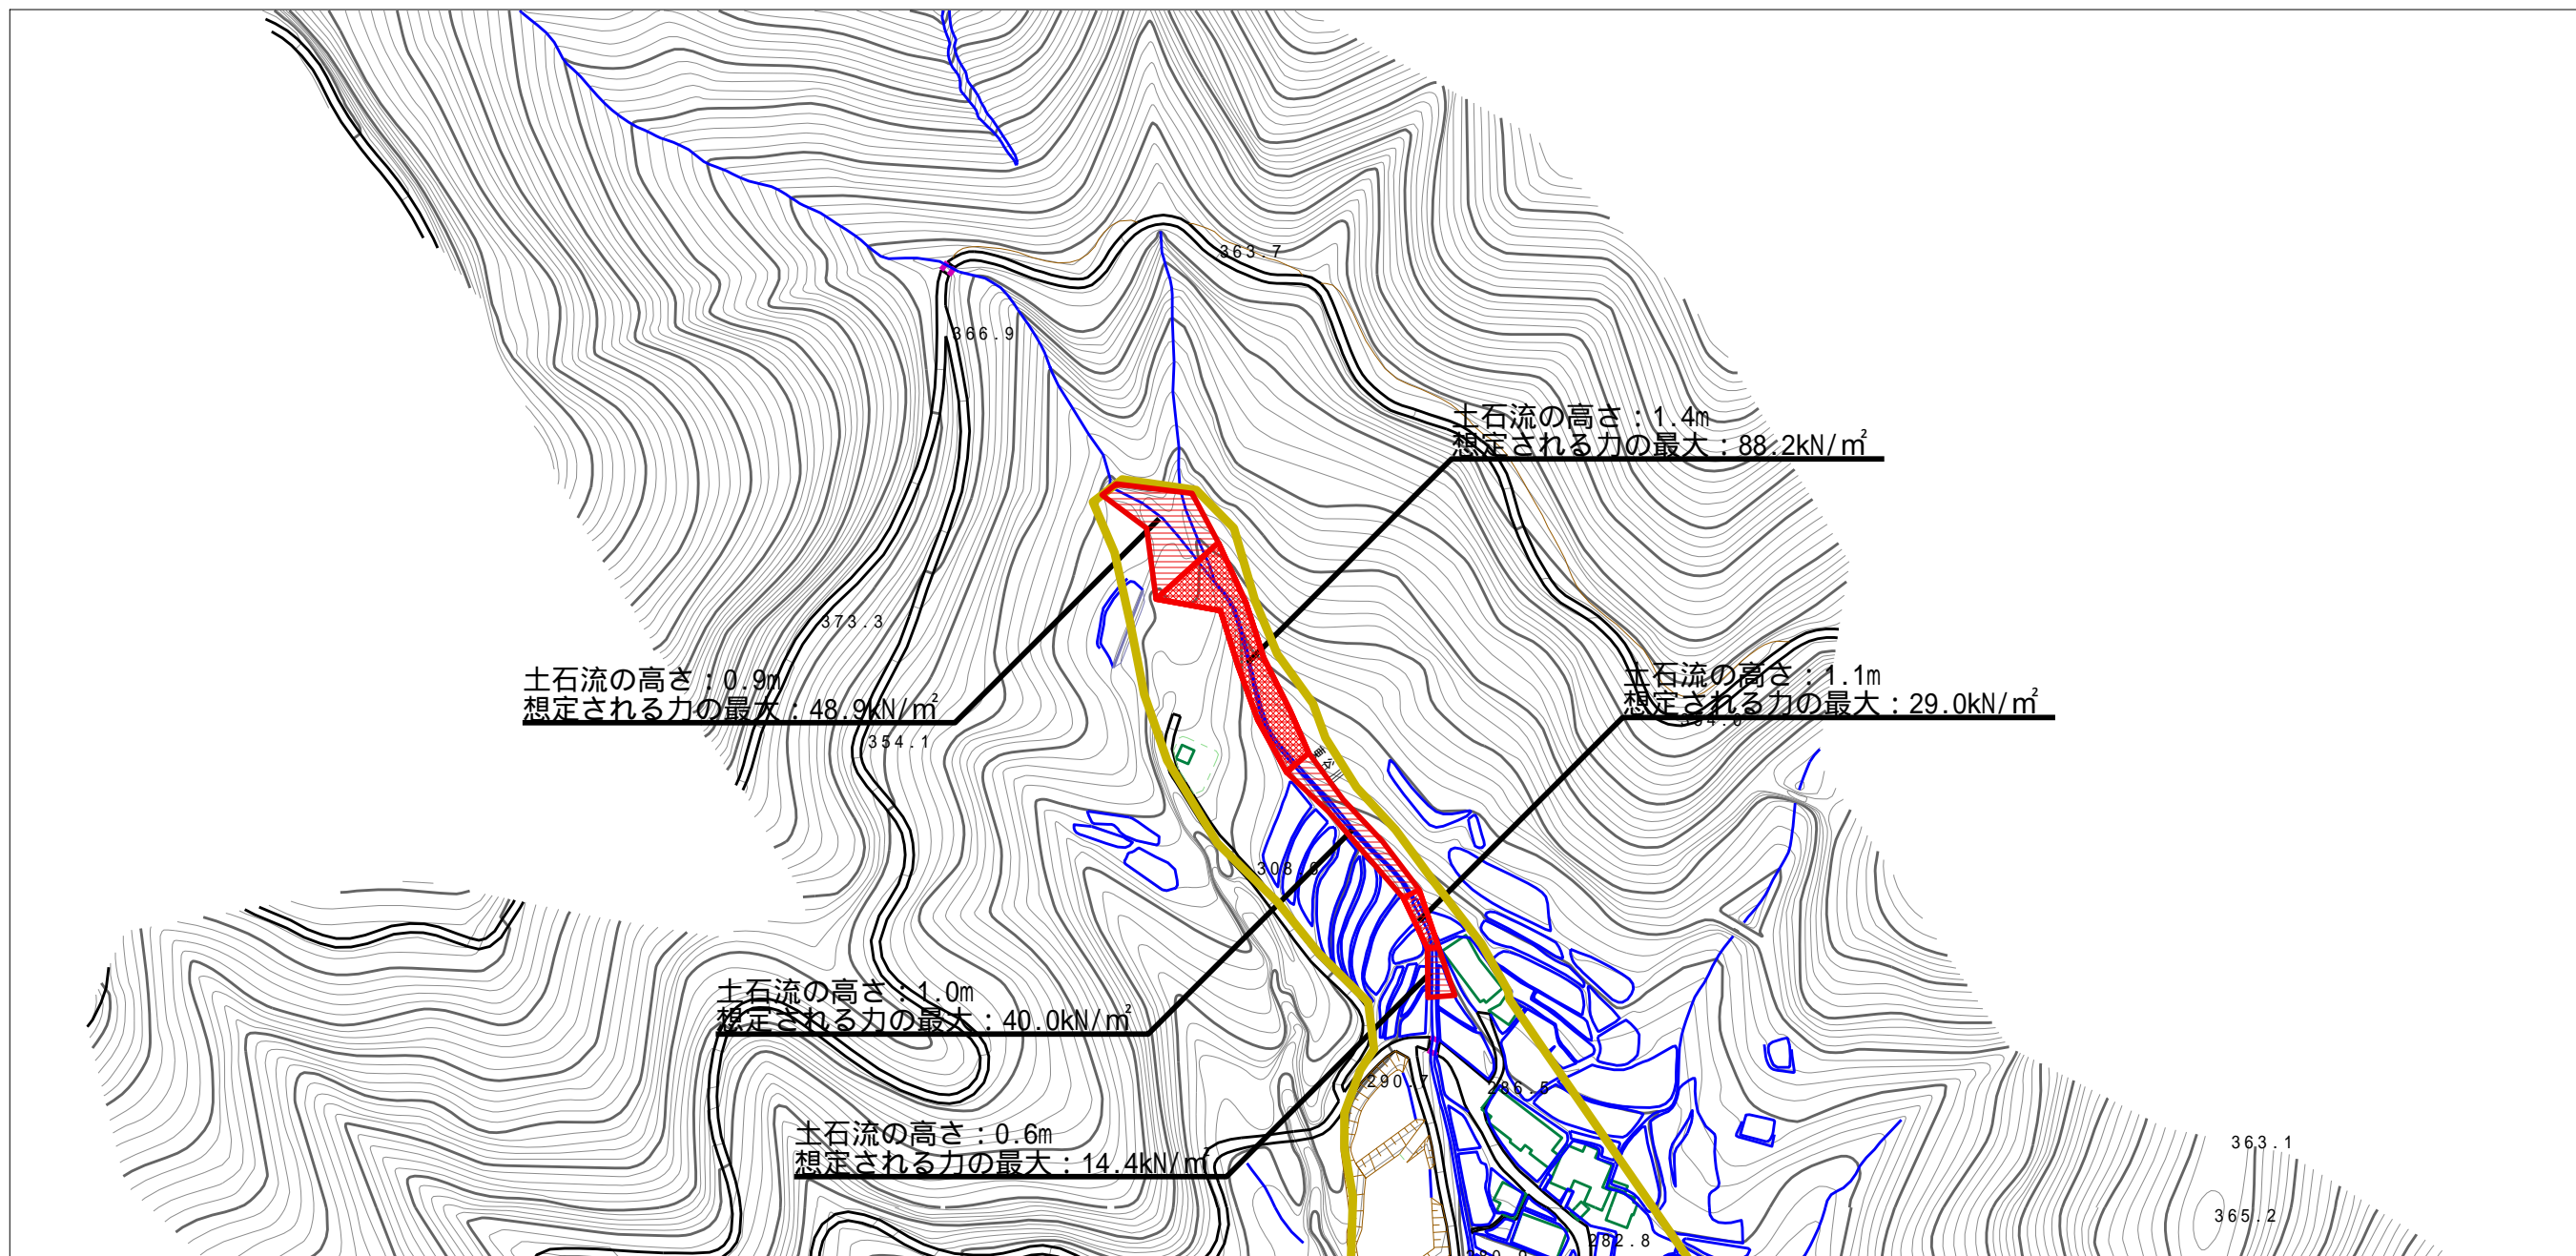 363.7
366.9
土石流の高さ：1.4m
想定される力の最大：88.2kN/㎡
373.3
土石流の高さ：0.9m
想定される力の最大：48.9kN/㎡
土石流の高さ：1.1m
想定される力の最大：29.0kN/㎡
354.1
土石流の高さ：1.0m
想定される力の最大：40.0kN/㎡
290.7
286.5
土石流の高さ：0.6m
想定される力の最大：14.4kN/㎡
363.1
365.2
282.8